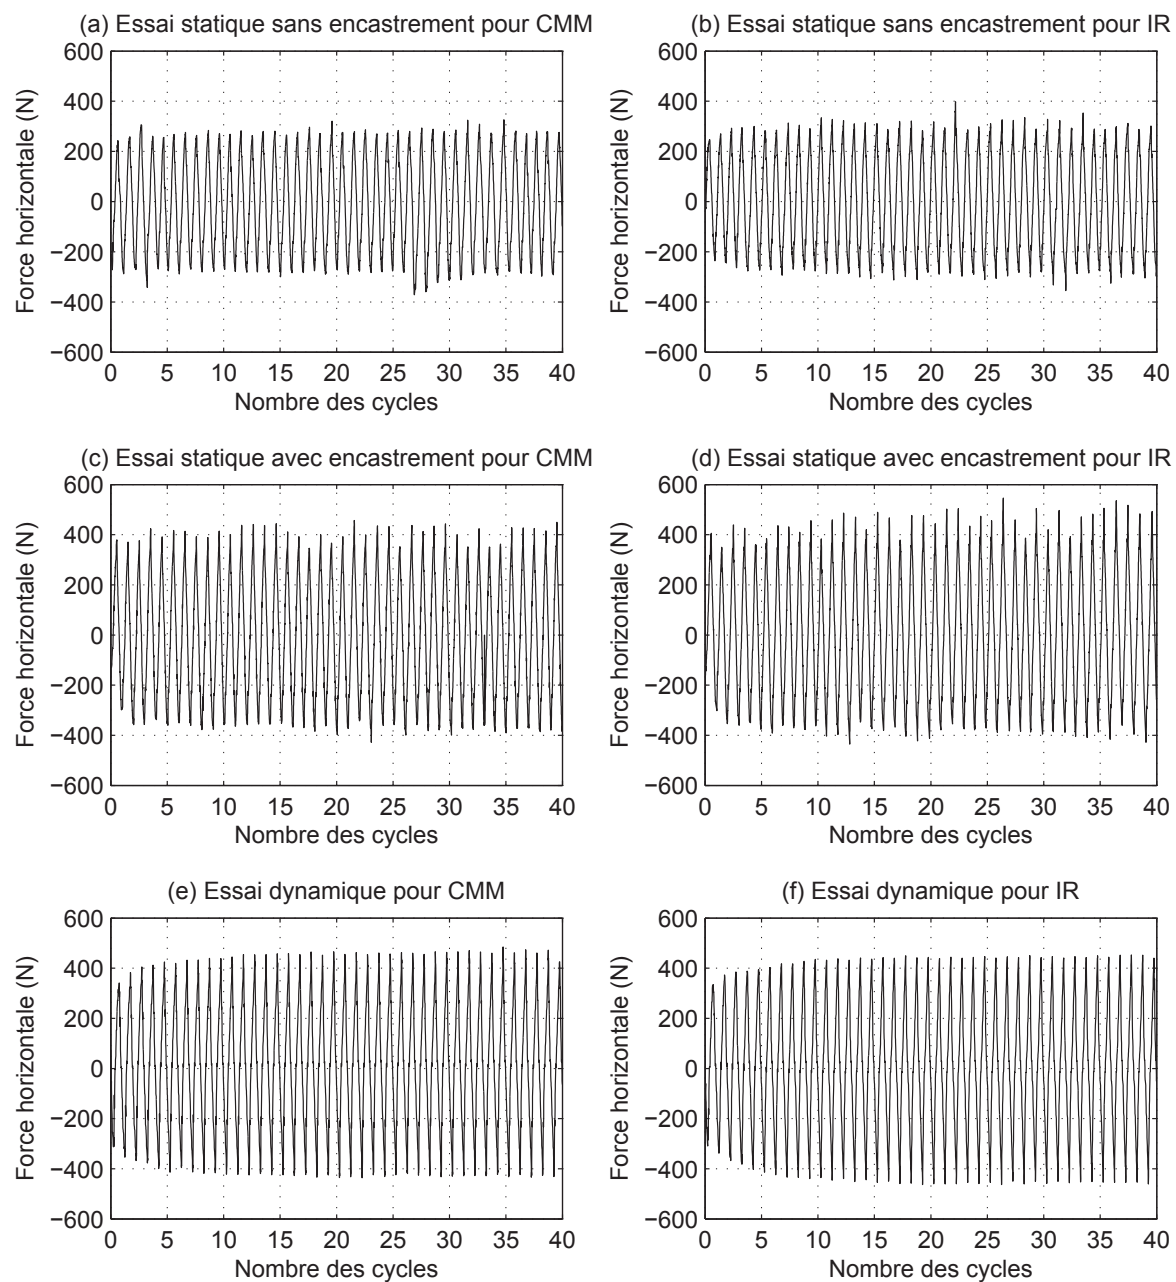 (a) Essai statique sans encastrement pour CMM
(b) Essai statique sans encastrement pour IR
Force horizontale (N)
600
400
200
0
−200
−400
−600
0 5 10 15 20 25 30 35 40
Nombre des cycles
Force horizontale (N)
600
400
200
0
−200
−400
−600
0 5 10 15 20 25 30 35 40
Nombre des cycles
(c) Essai statique avec encastrement pour CMM
(d) Essai statique avec encastrement pour IR
Force horizontale (N)
600
400
200
0
−200
−400
−600
0 5 10 15 20 25 30 35 40
Nombre des cycles
Force horizontale (N)
600
400
200
0
−200
−400
−600
0 5 10 15 20 25 30 35 40
Nombre des cycles
(e) Essai dynamique pour CMM
(f) Essai dynamique pour IR
Force horizontale (N)
600
400
200
0
−200
−400
−600
0 5 10 15 20 25 30 35 40
Nombre des cycles
Force horizontale (N)
600
400
200
0
−200
−400
−600
0 5 10 15 20 25 30 35 40
Nombre des cycles